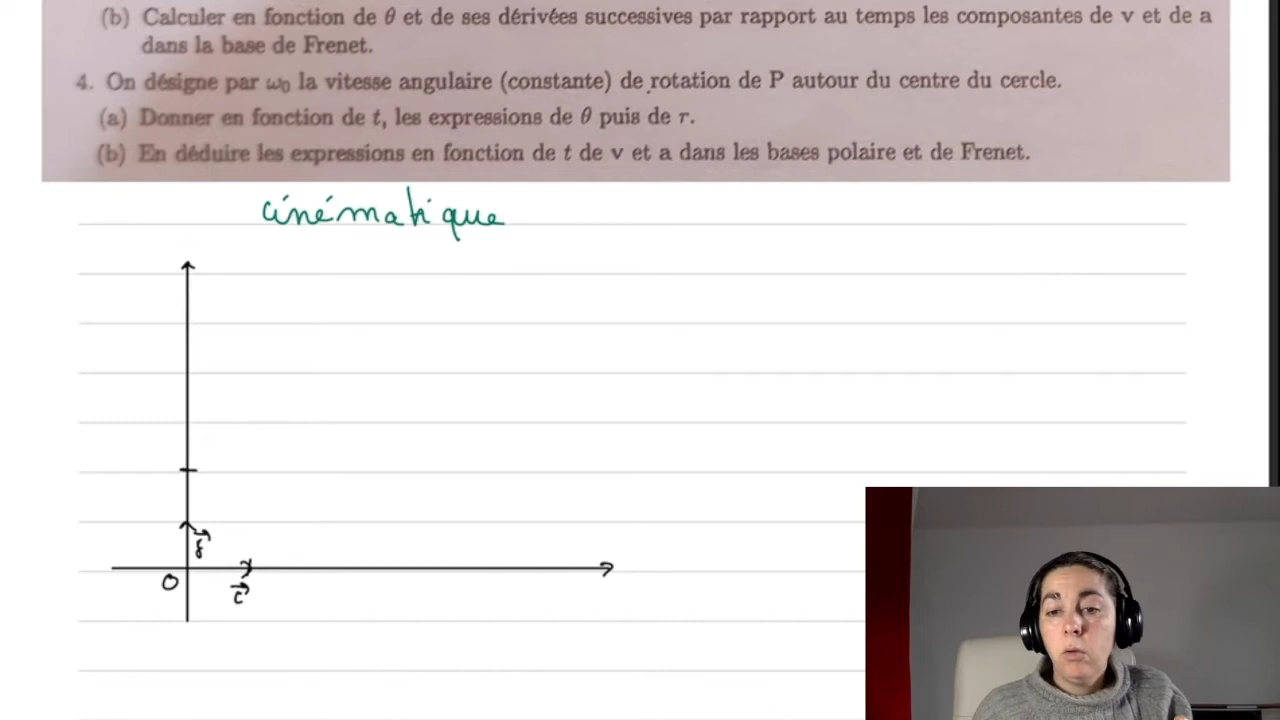 (b) Calculer en fonction de θ et de ses dérivées successives par rapport au temps les composantes de v et de a
dans la base de Frenet.
4. On désigne par ω₀ la vitesse angulaire (constante) de rotation de P autour du centre du cercle.
(a) Donner en fonction de t, les expressions de θ puis de r.
(b) En déduire les expressions en fonction de t de v et a dans les bases polaire et de Frenet.
cinématique
O